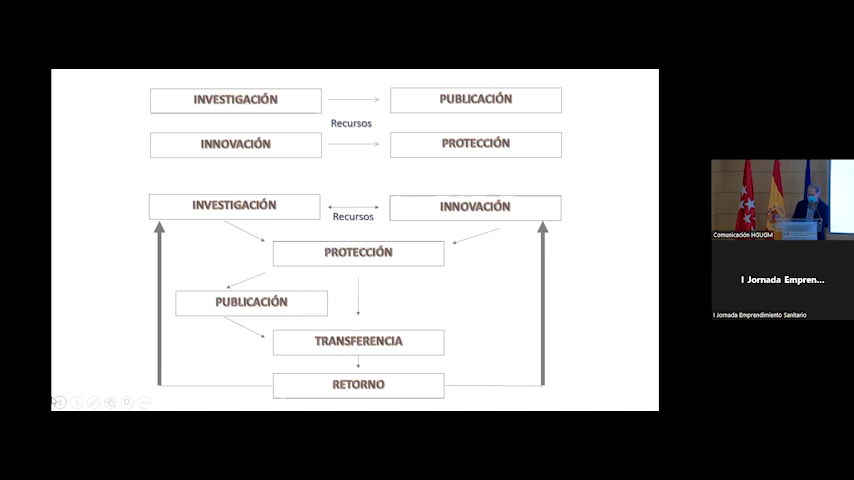 INVESTIGACIÓN
PUBLICACIÓN
Recursos
INNOVACIÓN
PROTECCIÓN
INVESTIGACIÓN
INNOVACIÓN
Recursos
PROTECCIÓN
PUBLICACIÓN
TRANSFERENCIA
RETORNO
Comunicación HGUGM
I Jornada Empren...
I Jornada Emprendimiento Sanitario